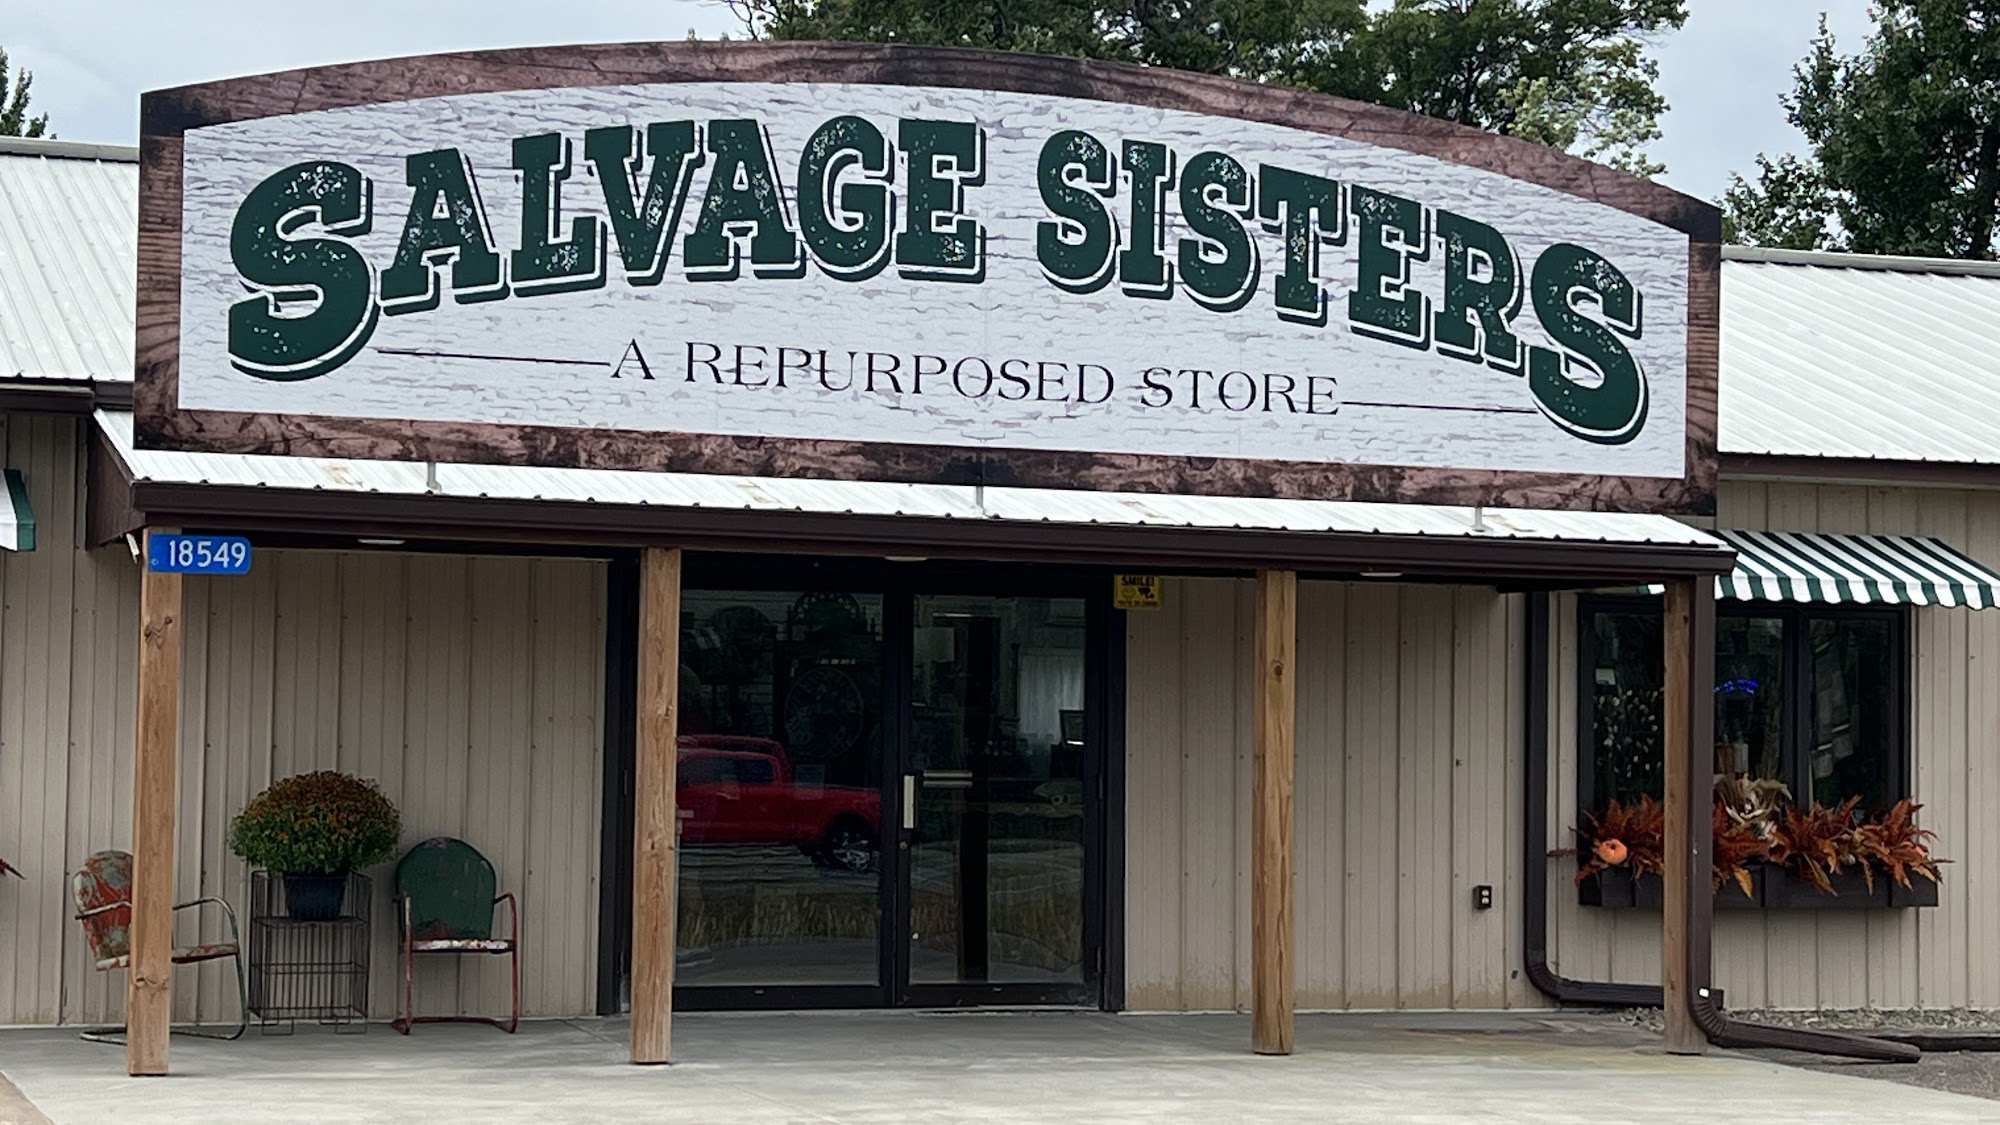 SALVAGE SISTERS
A REPURPOSED STORE
18549
SMILE!